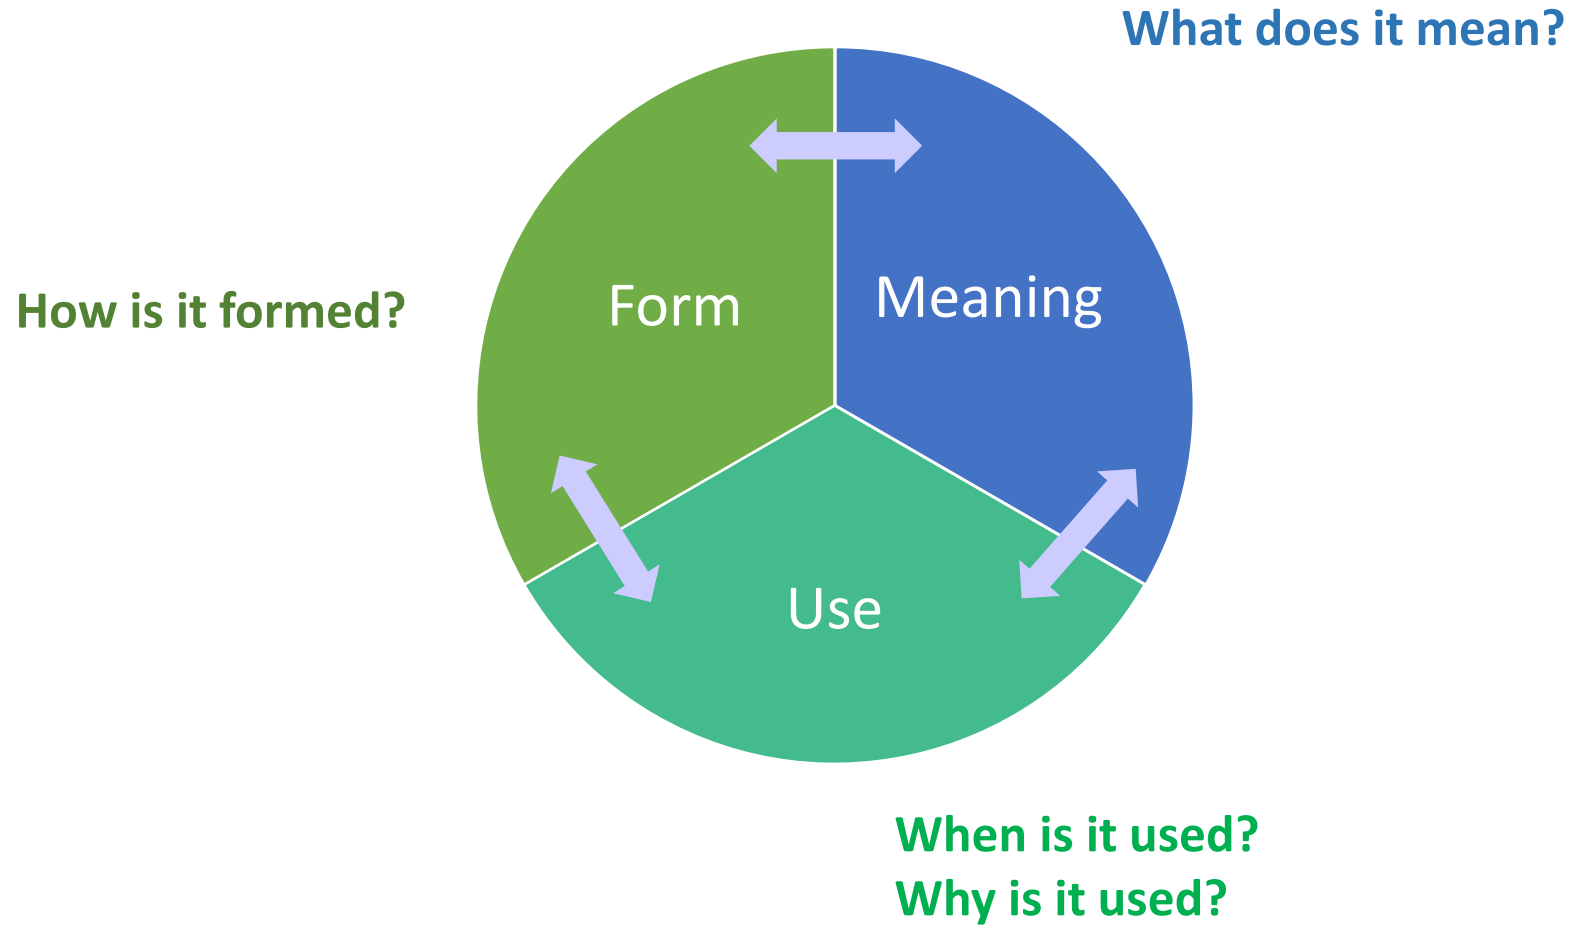 What does it mean?
How is it formed?
Form
Meaning
Use
When is it used?
Why is it used?